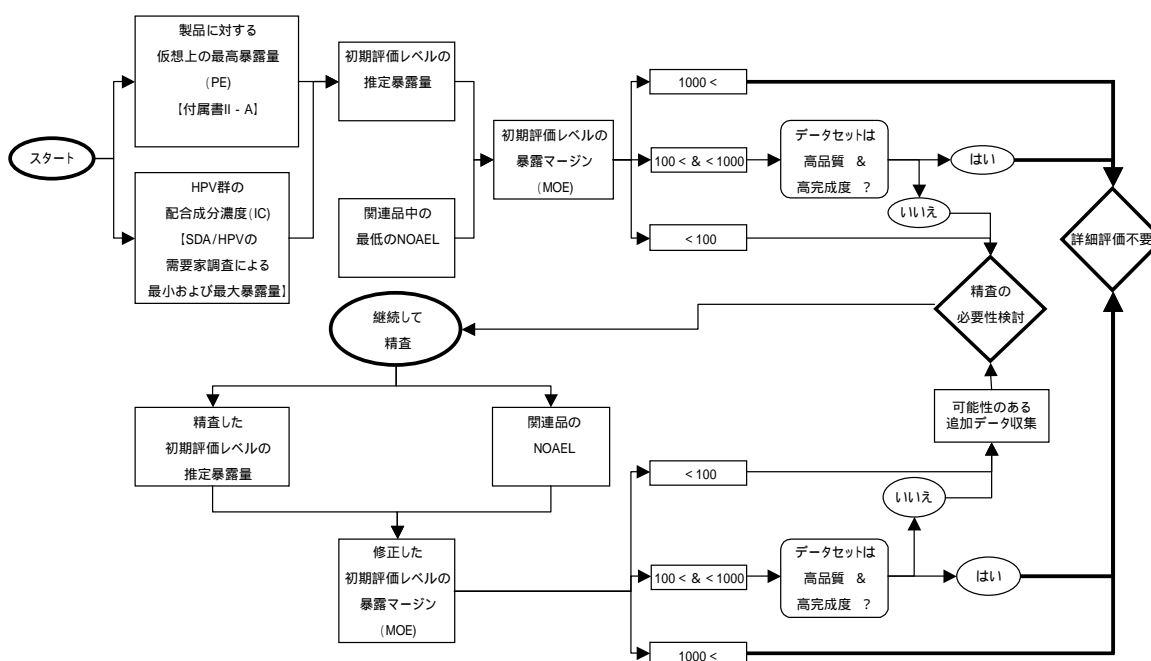 スタート
製品に対する
仮想上の最高暴露量
(PE)
【付属書II - A】
HPV群の
配合成分濃度(IC)
【SDA/HPVの
需要家調査による
最小および最大暴露量】
初期評価レベルの
推定暴露量
関連品中の
最低のNOAEL
初期評価レベルの
暴露マージン
(MOE)
1000 <
100 < & < 1000
< 100
データセットは
高品質 &
高完成度 ?
はい
いいえ
詳細評価不要
精査の
必要性検討
継続して
精査
精査した
初期評価レベルの
推定暴露量
関連品の
NOAEL
可能性のある
追加データ収集
修正した
初期評価レベルの
暴露マージン
(MOE)
< 100
100 < & < 1000
1000 <
データセットは
高品質 &
高完成度 ?
いいえ
はい